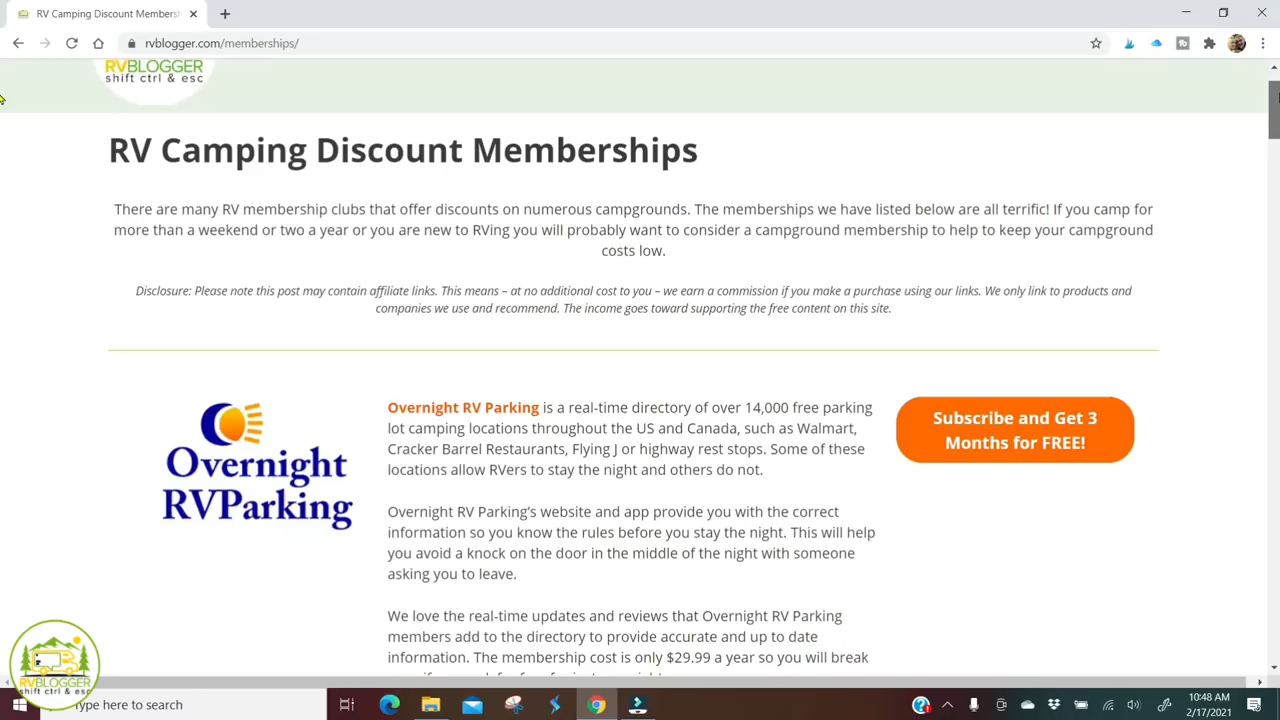 RV Camping Discount Membersh
rvblogger.com/memberships/
RVBLOGGER
shift ctrl & esc
RV Camping Discount Memberships
There are many RV membership clubs that offer discounts on numerous campgrounds. The memberships we have listed below are all terrific! If you camp for
more than a weekend or two a year or you are new to RVing you will probably want to consider a campground membership to help to keep your campground
costs low.
Disclosure: Please note this post may contain affiliate links. This means – at no additional cost to you – we earn a commission if you make a purchase using our links. We only link to products and
companies we use and recommend. The income goes toward supporting the free content on this site.
Overnight
RVParking
Overnight RV Parking is a real-time directory of over 14,000 free parking
lot camping locations throughout the US and Canada, such as Walmart,
Cracker Barrel Restaurants, Flying J or highway rest stops. Some of these
locations allow RVers to stay the night and others do not.
Overnight RV Parking's website and app provide you with the correct
information so you know the rules before you stay the night. This will help
you avoid a knock on the door in the middle of the night with someone
asking you to leave.
We love the real-time updates and reviews that Overnight RV Parking
members add to the directory to provide accurate and up to date
information. The membership cost is only $29.99 a year so you will break
Subscribe and Get 3
Months for FREE!
RVBLOGGER
shift ctrl & esc
Type here to search
10:48 AM
2/17/2021